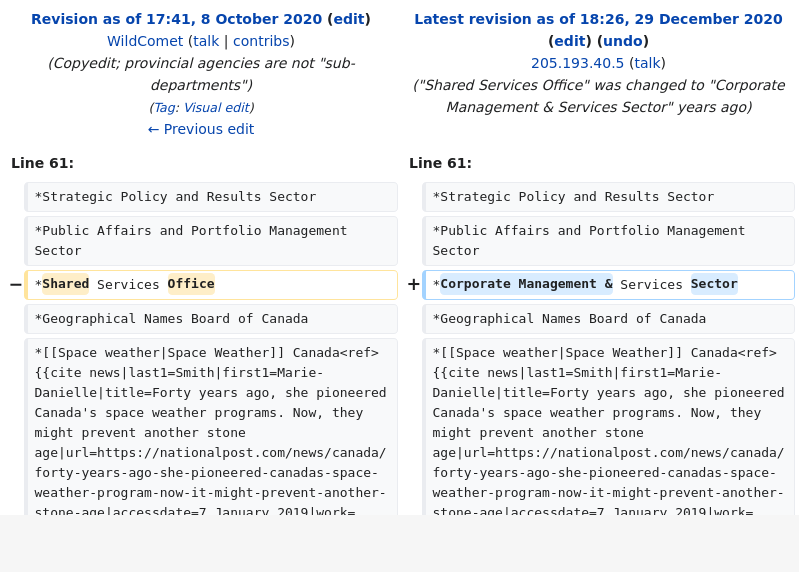 Revision as of 17:41, 8 October 2020 (edit)
WildComet (talk | contribs)
(Copyedit; provincial agencies are not "sub-
departments")
(Tag: Visual edit)
← Previous edit
Latest revision as of 18:26, 29 December 2020
(edit) (undo)
205.193.40.5 (talk)
("Shared Services Office" was changed to "Corporate
Management & Services Sector" years ago)
Line 61:
Line 61:
*Strategic Policy and Results Sector
*Strategic Policy and Results Sector
*Public Affairs and Portfolio Management
Sector
*Public Affairs and Portfolio Management
Sector
− *Shared Services Office
+ *Corporate Management & Services Sector
*Geographical Names Board of Canada
*Geographical Names Board of Canada
*[[Space weather|Space Weather]] Canada<ref>
{{cite news|last1=Smith|first1=Marie-
Danielle|title=Forty years ago, she pioneered
Canada's space weather programs. Now, they
might prevent another stone
age|url=https://nationalpost.com/news/canada/
forty-years-ago-she-pioneered-canadas-space-
weather-program-now-it-might-prevent-another-
stone-age|accessdate=7 January 2019|work=
*[[Space weather|Space Weather]] Canada<ref>
{{cite news|last1=Smith|first1=Marie-
Danielle|title=Forty years ago, she pioneered
Canada's space weather programs. Now, they
might prevent another stone
age|url=https://nationalpost.com/news/canada/
forty-years-ago-she-pioneered-canadas-space-
weather-program-now-it-might-prevent-another-
stone-age|accessdate=7 January 2019|work=